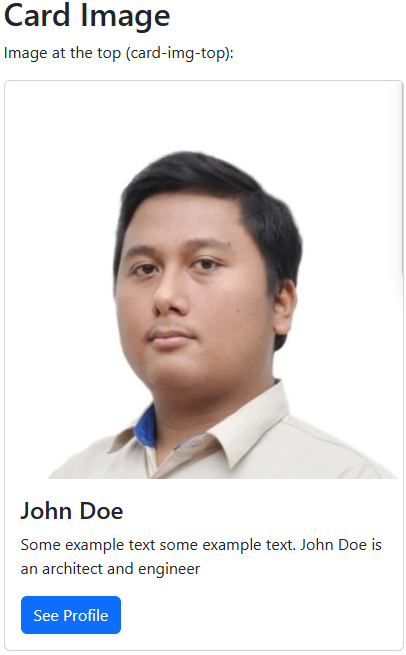 Card Image
Image at the top (card-img-top):
John Doe
Some example text some example text. John Doe is
an architect and engineer
See Profile